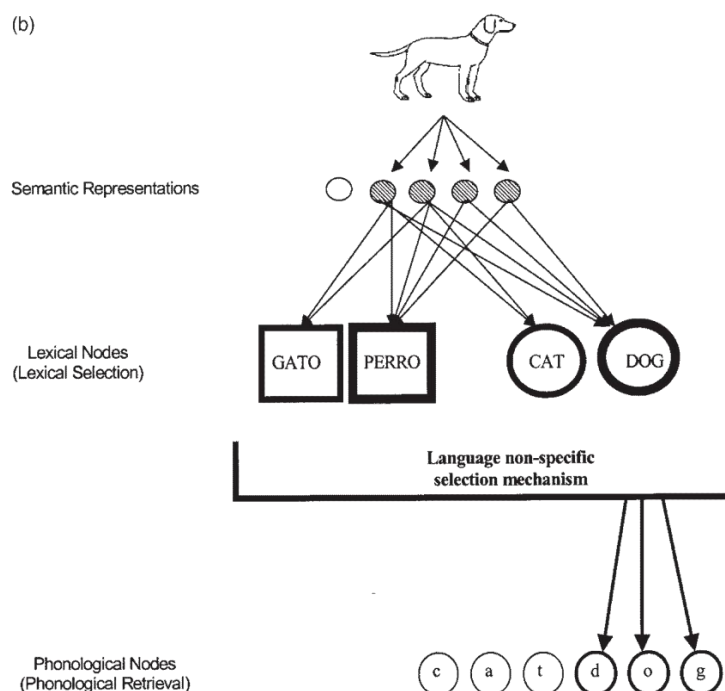 (b)
Semantic Representations
Lexical Nodes
(Lexical Selection)
GATO PERRO CAT DOG
Language non-specific
selection mechanism
Phonological Nodes
(Phonological Retrieval)
c a t d o g